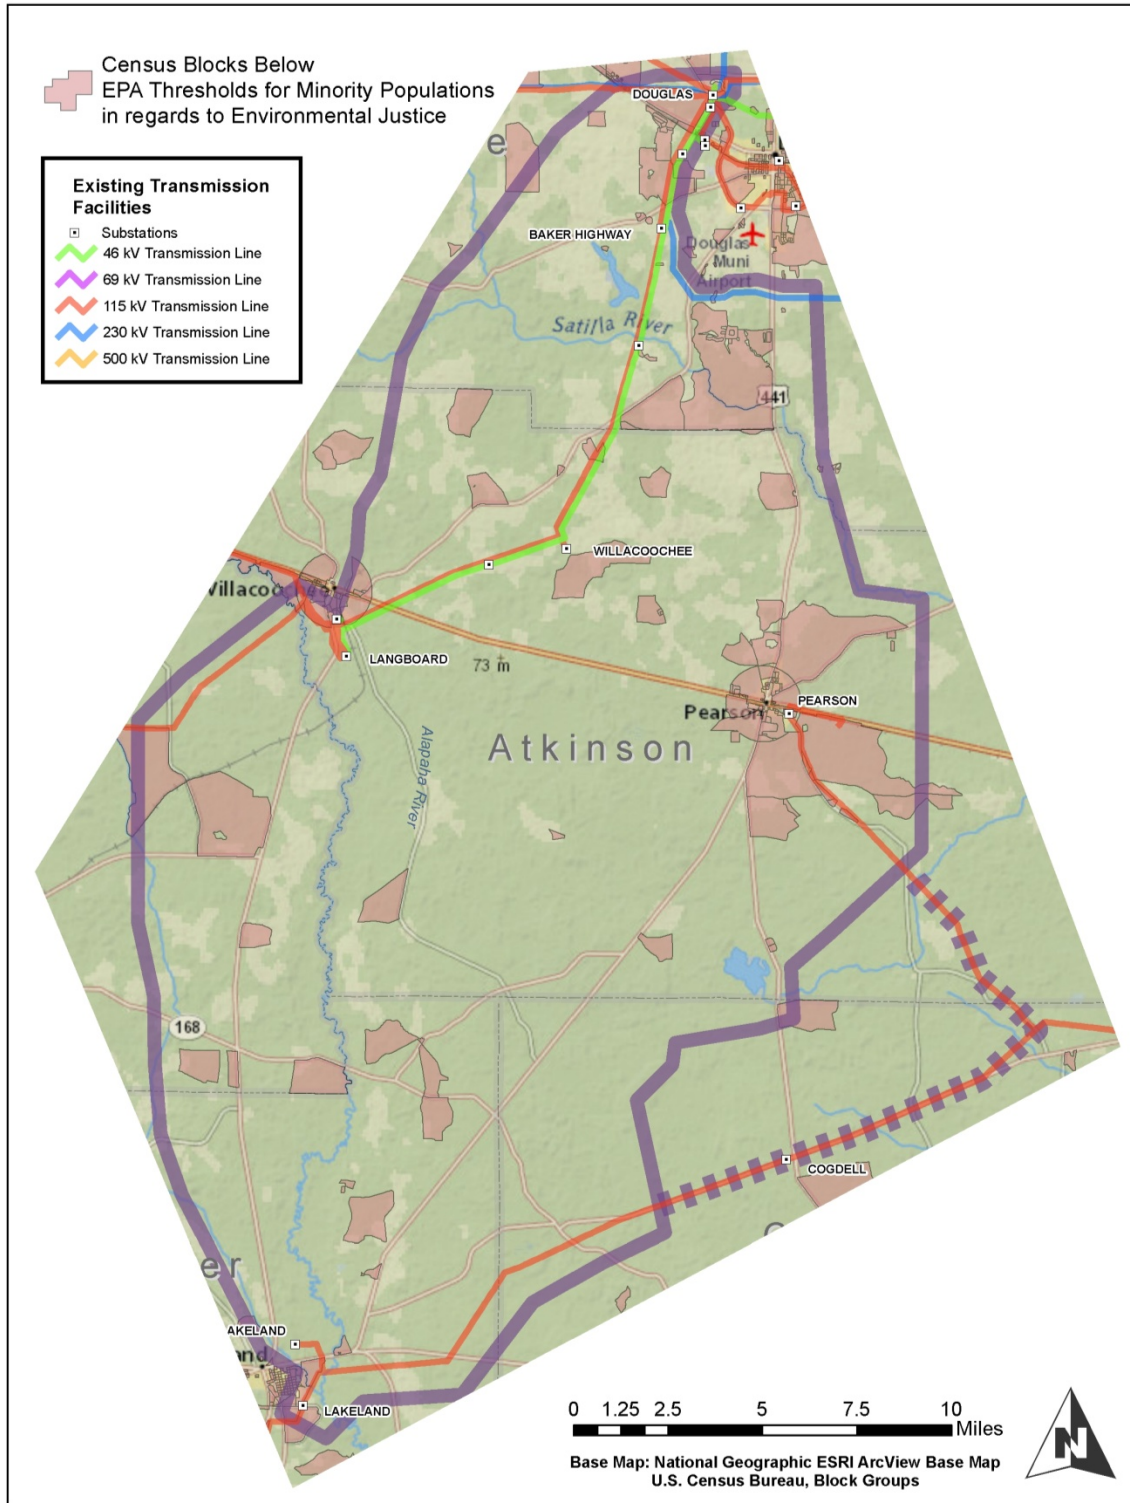 Census Blocks Below
EPA Thresholds for Minority Populations
in regards to Environmental Justice
Existing Transmission
Facilities
Substations
46 kV Transmission Line
69 kV Transmission Line
115 kV Transmission Line
230 kV Transmission Line
500 kV Transmission Line
e
DOUGLAS
BAKER HIGHWAY
Douglas
Muni
Airport
Satilla River
441
WILLACOOCHEE
Willacoochee
LANGBOARD
73 m
PEARSON
Pearson
Atkinson
Alapaha River
168
COGDELL
er
AKELAND
and
LAKELAND
0 1.25 2.5 5 7.5 10
Miles
Base Map: National Geographic ESRI ArcView Base Map
U.S. Census Bureau, Block Groups
N